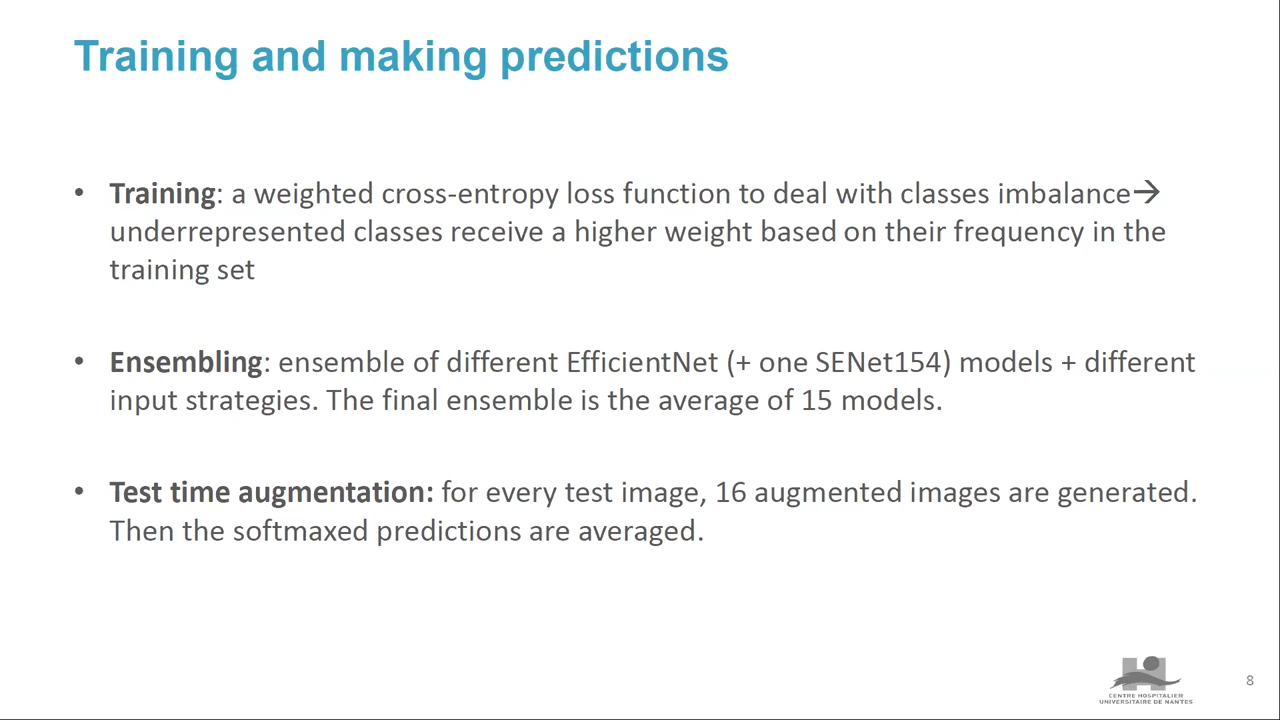 Training and making predictions
• Training: a weighted cross-entropy loss function to deal with classes imbalance→
underrepresented classes receive a higher weight based on their frequency in the
training set
• Ensembling: ensemble of different EfficientNet (+ one SENet154) models + different
input strategies. The final ensemble is the average of 15 models.
• Test time augmentation: for every test image, 16 augmented images are generated.
Then the softmaxed predictions are averaged.
CENTRE HOSPITALIER
UNIVERSITAIRE DE NANTES
8